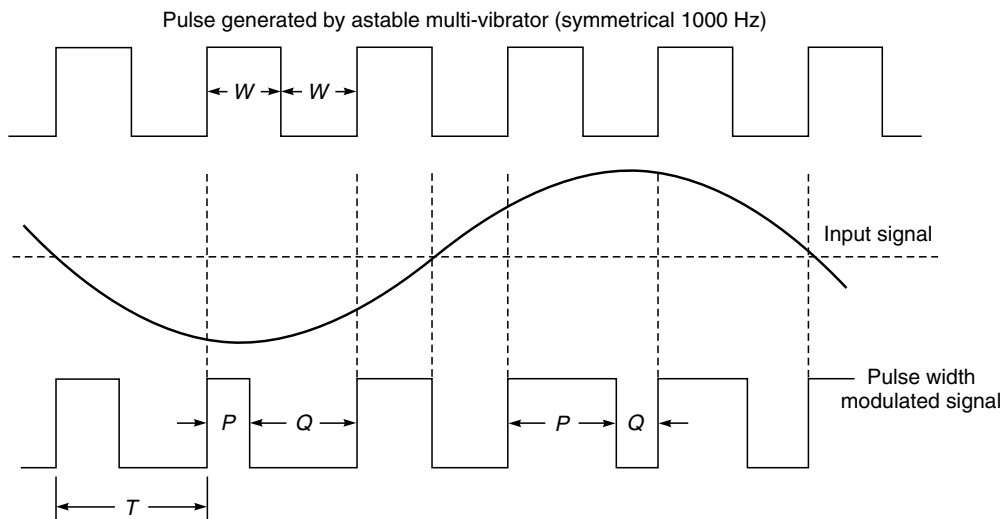 Pulse generated by astable multi-vibrator (symmetrical 1000 Hz)
W W
Input signal
Pulse width
modulated signal
P Q P Q
T